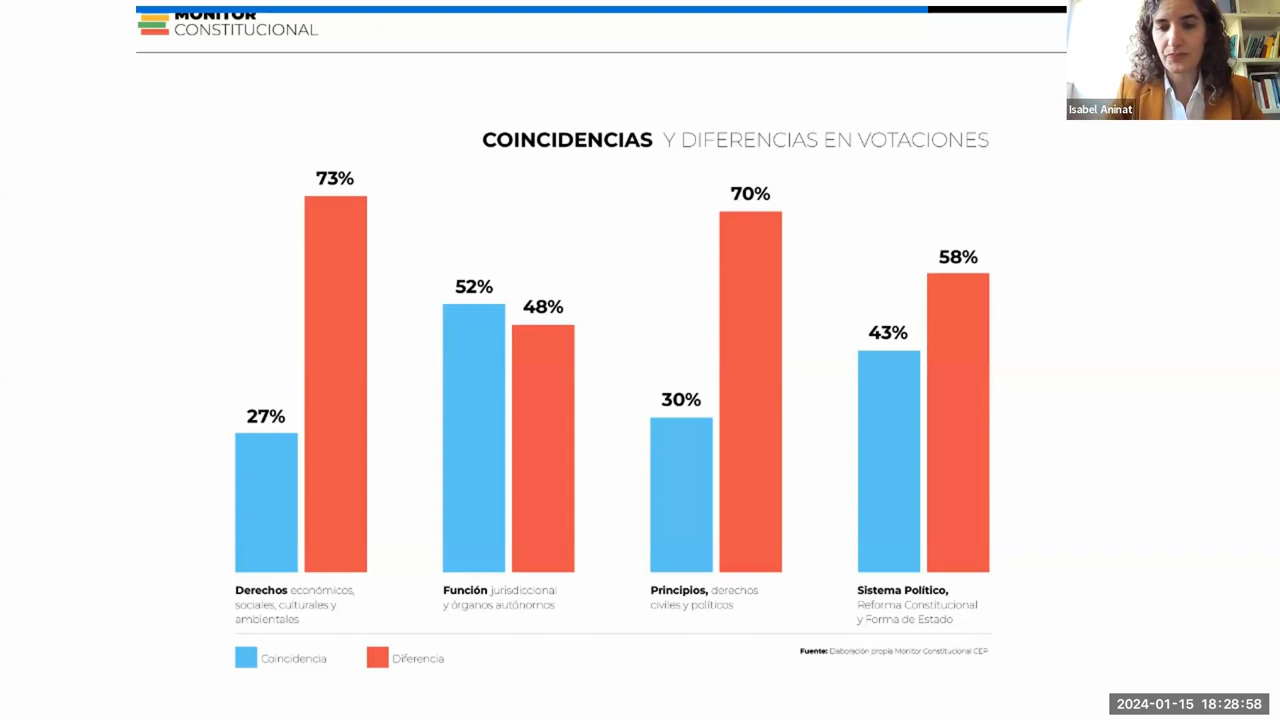 MONITOR
CONSTITUCIONAL
Isabel Aninat
COINCIDENCIAS Y DIFERENCIAS EN VOTACIONES
73%
70%
58%
52%
48%
43%
30%
27%
Derechos económicos,
sociales, culturales y
ambientales
Función jurisdiccional
y órganos autónomos
Principios, derechos
civiles y políticos
Sistema Político,
Reforma Constitucional
y Forma de Estado
Coincidencia
Diferencia
Fuente: Elaboración propia Monitor Constitucional CEP
2024-01-15 18:28:58